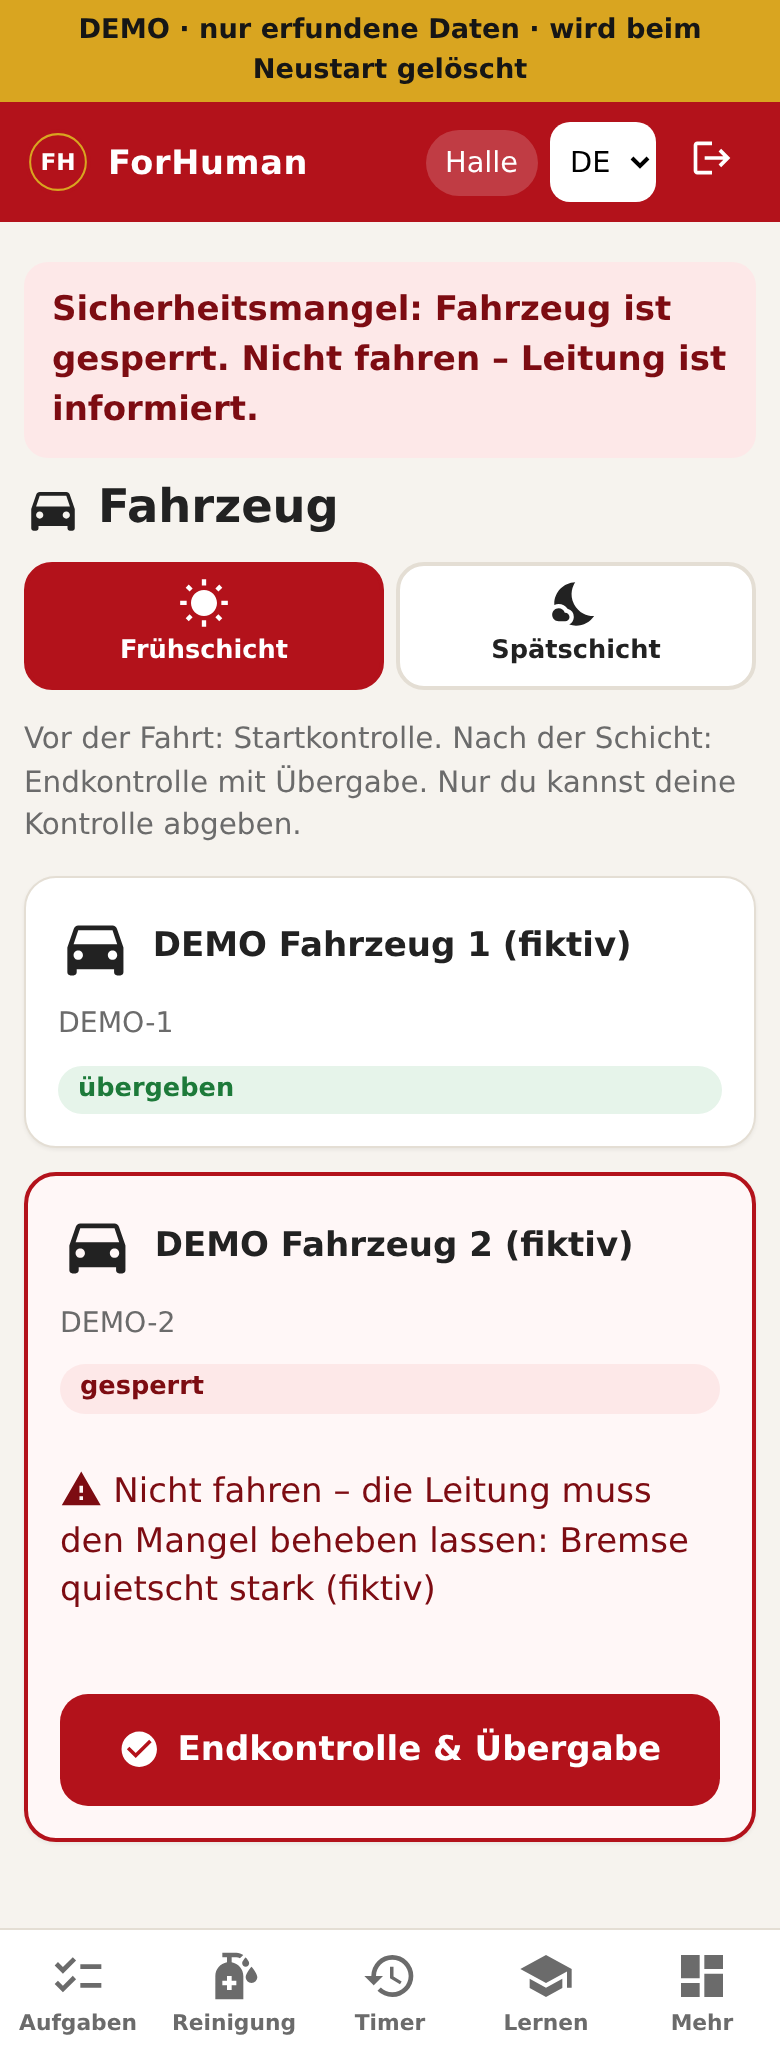 DEMO · nur erfundene Daten · wird beim
Neustart gelöscht
FH ForHuman Halle DE
Sicherheitsmangel: Fahrzeug ist
gesperrt. Nicht fahren – Leitung ist
informiert.
Fahrzeug
Frühschicht Spätschicht
Vor der Fahrt: Startkontrolle. Nach der Schicht:
Endkontrolle mit Übergabe. Nur du kannst deine
Kontrolle abgeben.
DEMO Fahrzeug 1 (fiktiv)
DEMO-1
übergeben
DEMO Fahrzeug 2 (fiktiv)
DEMO-2
gesperrt
Nicht fahren – die Leitung muss
den Mangel beheben lassen: Bremse
quietscht stark (fiktiv)
Endkontrolle & Übergabe
Aufgaben Reinigung Timer Lernen Mehr